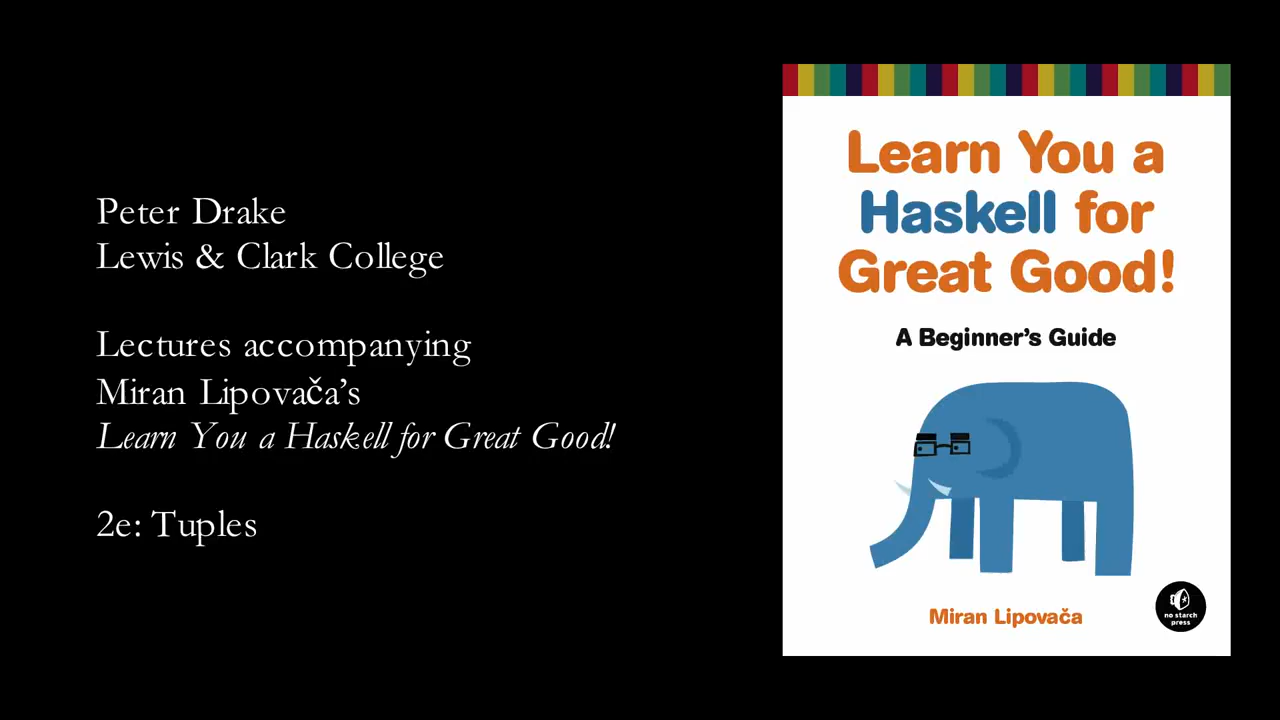 Peter Drake
Lewis & Clark College
Lectures accompanying
Miran Lipovača’s
Learn You a Haskell for Great Good!
2e: Tuples
Learn You a
Haskell for
Great Good!
A Beginner’s Guide
Miran Lipovača
no starch
press